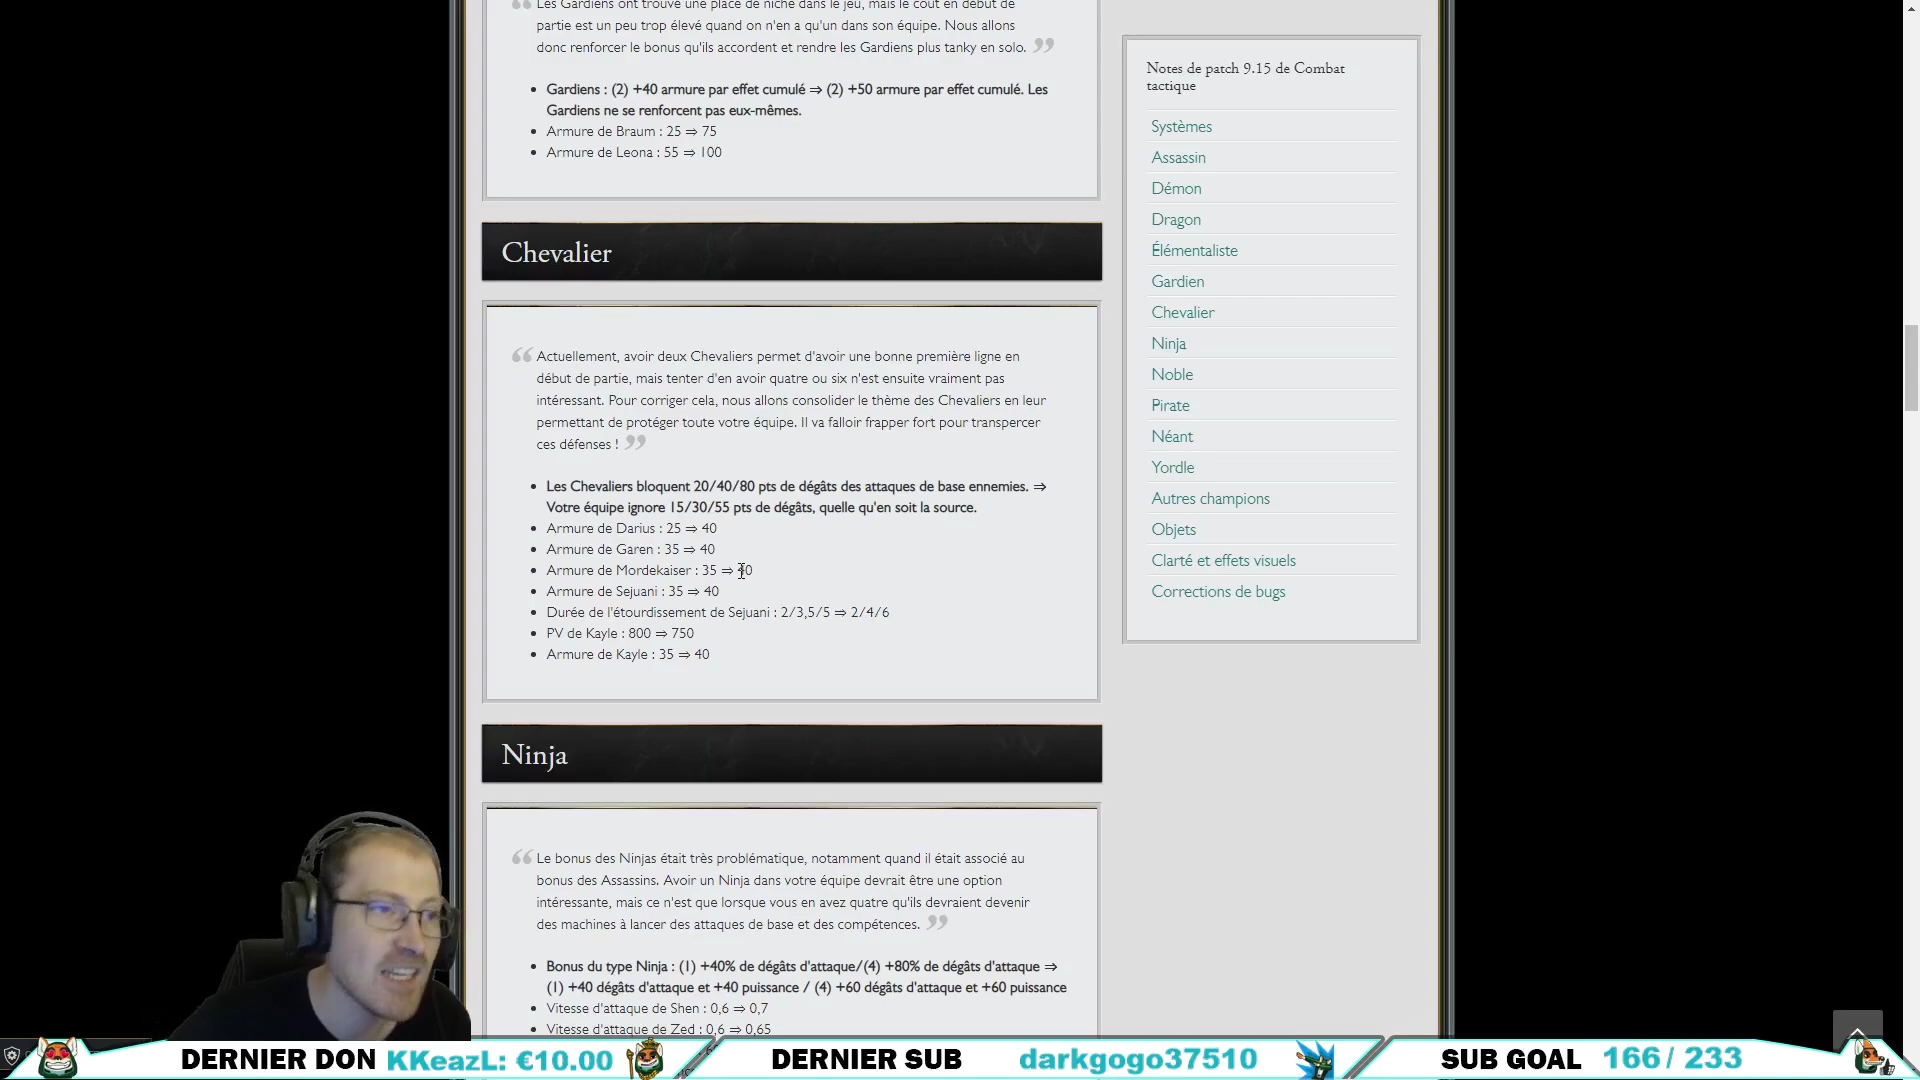 Les Gardiens ont trouvé une place de niche dans le jeu, mais le coût en début de
partie est un peu trop élevé quand on n'en a qu'un dans son équipe. Nous allons
donc renforcer le bonus qu'ils accordent et rendre les Gardiens plus tanky en solo.
Gardiens : (2) +40 armure par effet cumulé ⇒ (2) +50 armure par effet cumulé. Les
Gardiens ne se renforcent pas eux-mêmes.
Armure de Braum : 25 ⇒ 75
Armure de Leona : 55 ⇒ 100
Chevalier
Actuellement, avoir deux Chevaliers permet d'avoir une bonne première ligne en
début de partie, mais tenter d'en avoir quatre ou six n'est ensuite vraiment pas
intéressant. Pour corriger cela, nous allons consolider le thème des Chevaliers en leur
permettant de protéger toute votre équipe. Il va falloir frapper fort pour transpercer
ces défenses !
Les Chevaliers bloquent 20/40/80 pts de dégâts des attaques de base ennemies. ⇒
Votre équipe ignore 15/30/55 pts de dégâts, quelle qu'en soit la source.
Armure de Darius : 25 ⇒ 40
Armure de Garen : 35 ⇒ 40
Armure de Mordekaiser : 35 ⇒ 40
Armure de Sejuani : 35 ⇒ 40
Durée de l'étourdissement de Sejuani : 2/3,5/5 ⇒ 2/4/6
PV de Kayle : 800 ⇒ 750
Armure de Kayle : 35 ⇒ 40
Ninja
Le bonus des Ninjas était très problématique, notamment quand il était associé au
bonus des Assassins. Avoir un Ninja dans votre équipe devrait être une option
intéressante, mais ce n'est que lorsque vous en avez quatre qu'ils devraient devenir
des machines à lancer des attaques de base et des compétences.
Bonus du type Ninja : (1) +40% de dégâts d'attaque/(4) +80% de dégâts d'attaque ⇒
(1) +40 dégâts d'attaque et +40 puissance / (4) +60 dégâts d'attaque et +60 puissance
Vitesse d'attaque de Shen : 0,6 ⇒ 0,7
Vitesse d'attaque de Zed : 0,6 ⇒ 0,65
Notes de patch 9.15 de Combat
tactique
Systèmes
Assassin
Démon
Dragon
Élémentaliste
Gardien
Chevalier
Ninja
Noble
Pirate
Néant
Yordle
Autres champions
Objets
Clarté et effets visuels
Corrections de bugs
DERNIER DON KKeazL: €10.00
DERNIER SUB darkgogo37510
SUB GOAL 166 / 233